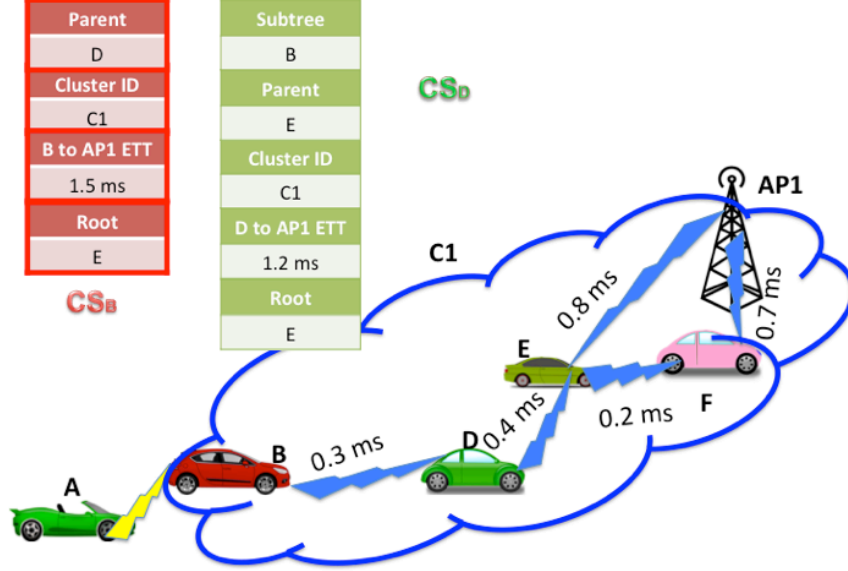 Parent
D
Cluster ID
C1
B to AP1 ETT
1.5 ms
Root
E
CSB
Subtree
B
Parent
E
Cluster ID
C1
D to AP1 ETT
1.2 ms
Root
E
CSD
AP1
C1
0.8 ms
0.7 ms
E
F
0.2 ms
0.4 ms
D
B
0.3 ms
A